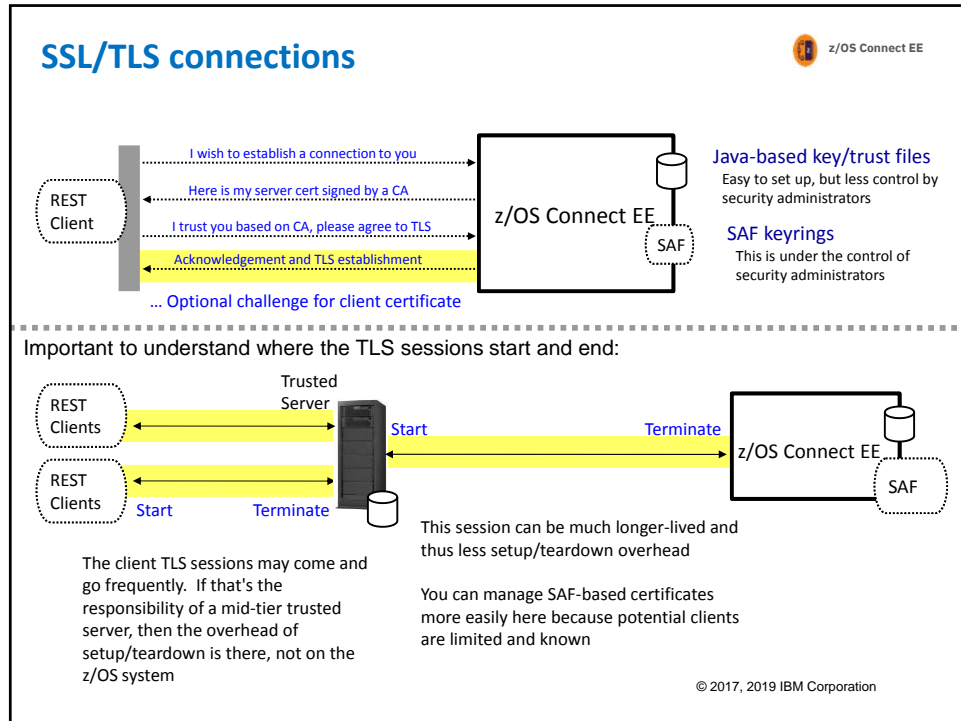 SSL/TLS connections
z/OS Connect EE
I wish to establish a connection to you
Here is my server cert signed by a CA
I trust you based on CA, please agree to TLS
Acknowledgement and TLS establishment
REST
Client
... Optional challenge for client certificate
z/OS Connect EE
SAF
Java-based key/trust files
Easy to set up, but less control by
security administrators
SAF keyrings
This is under the control of
security administrators
Important to understand where the TLS sessions start and end:
REST
Clients
REST
Clients
Start
Terminate
Trusted
Server
Start
Terminate
z/OS Connect EE
SAF
The client TLS sessions may come and
go frequently. If that's the
responsibility of a mid-tier trusted
server, then the overhead of
setup/teardown is there, not on the
z/OS system
This session can be much longer-lived and
thus less setup/teardown overhead
You can manage SAF-based certificates
more easily here because potential clients
are limited and known
© 2017, 2019 IBM Corporation